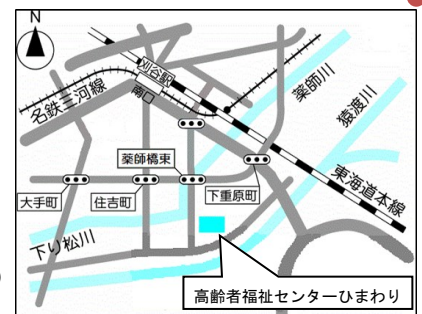 N
刈谷駅
南口
名鉄三河線
薬師川
猿渡川
薬師橋東
大手町
住吉町
下重原町
東海道本線
下り松川
高齢者福祉センターひまわり